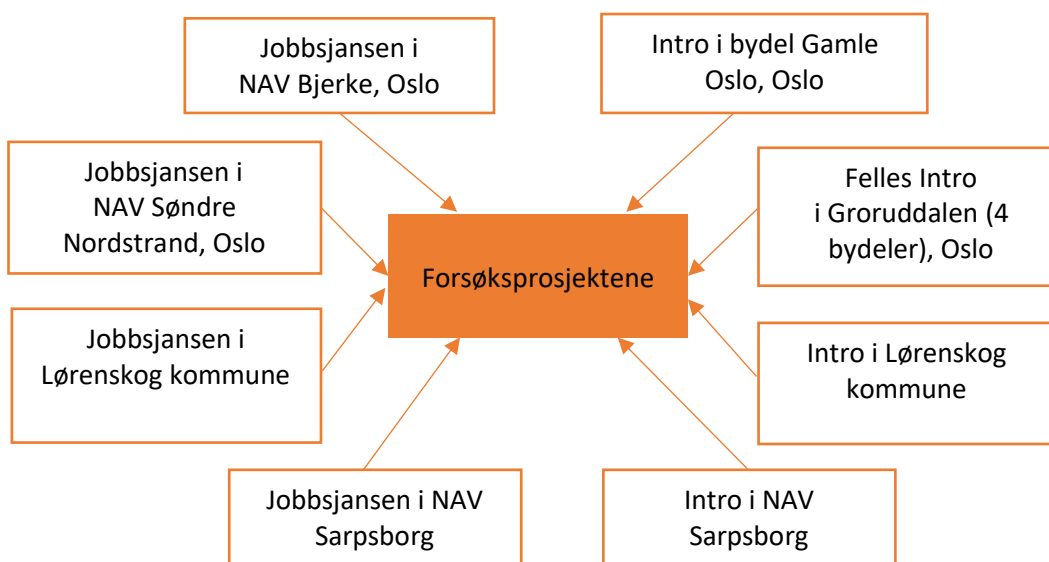 Jobbsjansen i
NAV Bjerke, Oslo
Intro i bydel Gamle
Oslo, Oslo
Jobbsjansen i
NAV Søndre
Nordstrand, Oslo
Felles Intro
i Groruddalen (4
bydeler), Oslo
Forsøksprosjektene
Jobbsjansen i
Lørenskog kommune
Intro i Lørenskog
kommune
Jobbsjansen i NAV
Sarpsborg
Intro i NAV
Sarpsborg